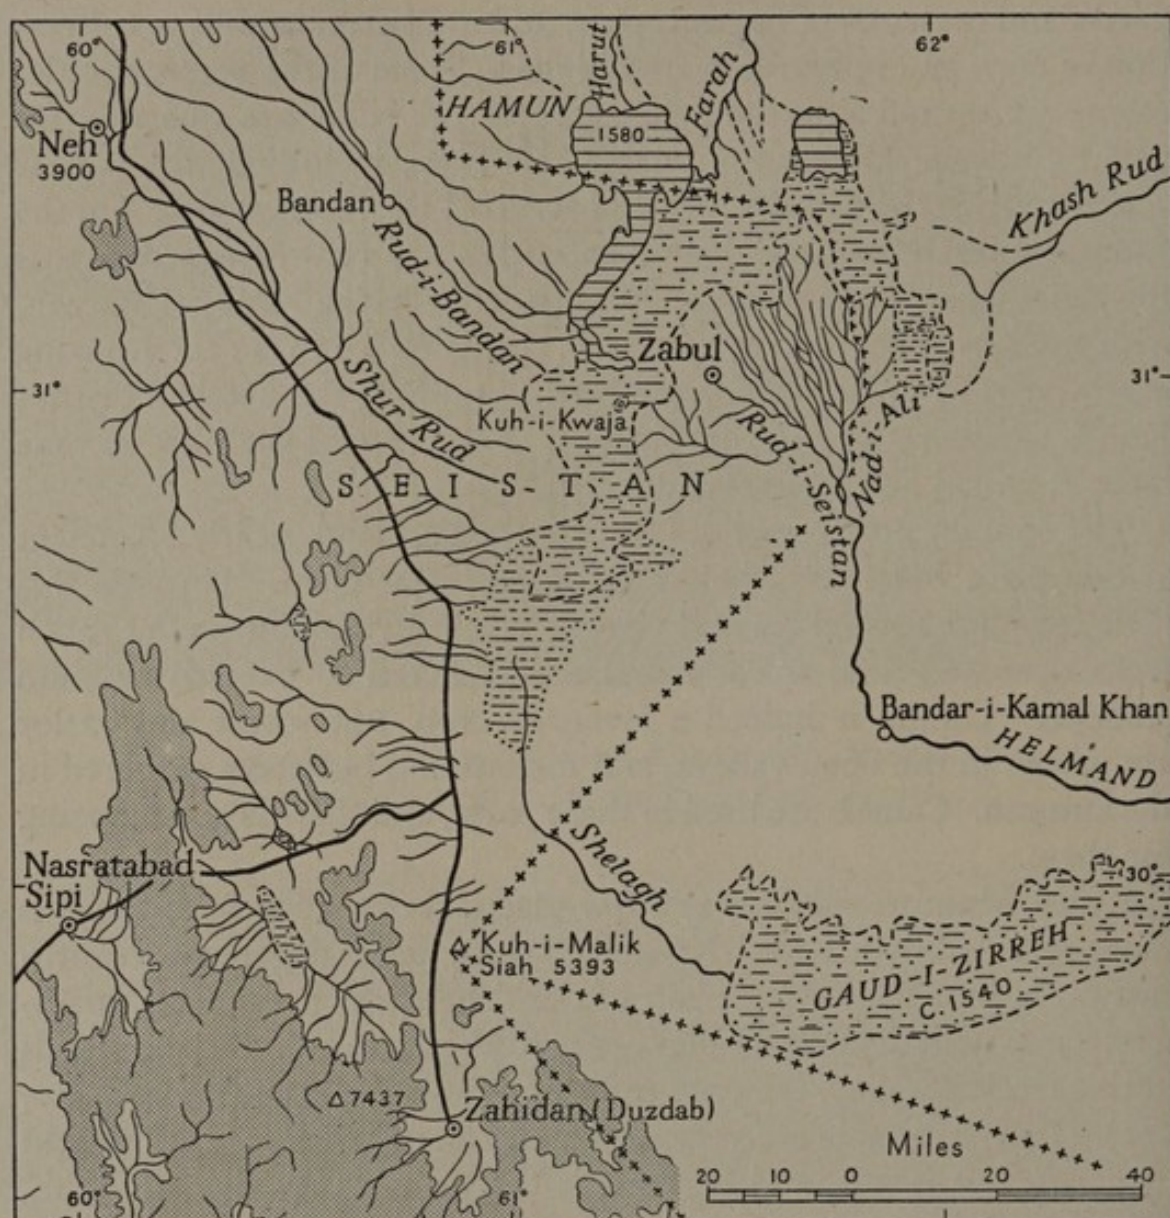 60°
61°
62°
Harut
Farah
HAMUN
1580
Neh
3900
Khash Rud
Bandan
Rud-i-Bandan
Zabul
31°
31°
Shur Rud
Kuh-i-Kwaja
Rud-i-Seistan
Nad-i-Ali
SEISTAN
Bandar-i-Kamal Khan
HELMAND
Shelagh
Nasratabad
Sipi
30°
Kuh-i-Malik
Siah 5393
GAUD-I-ZIRREH
C.1540
7437
Zahidan (Duzdab)
Miles
20 10 0 20 40
60°
61°